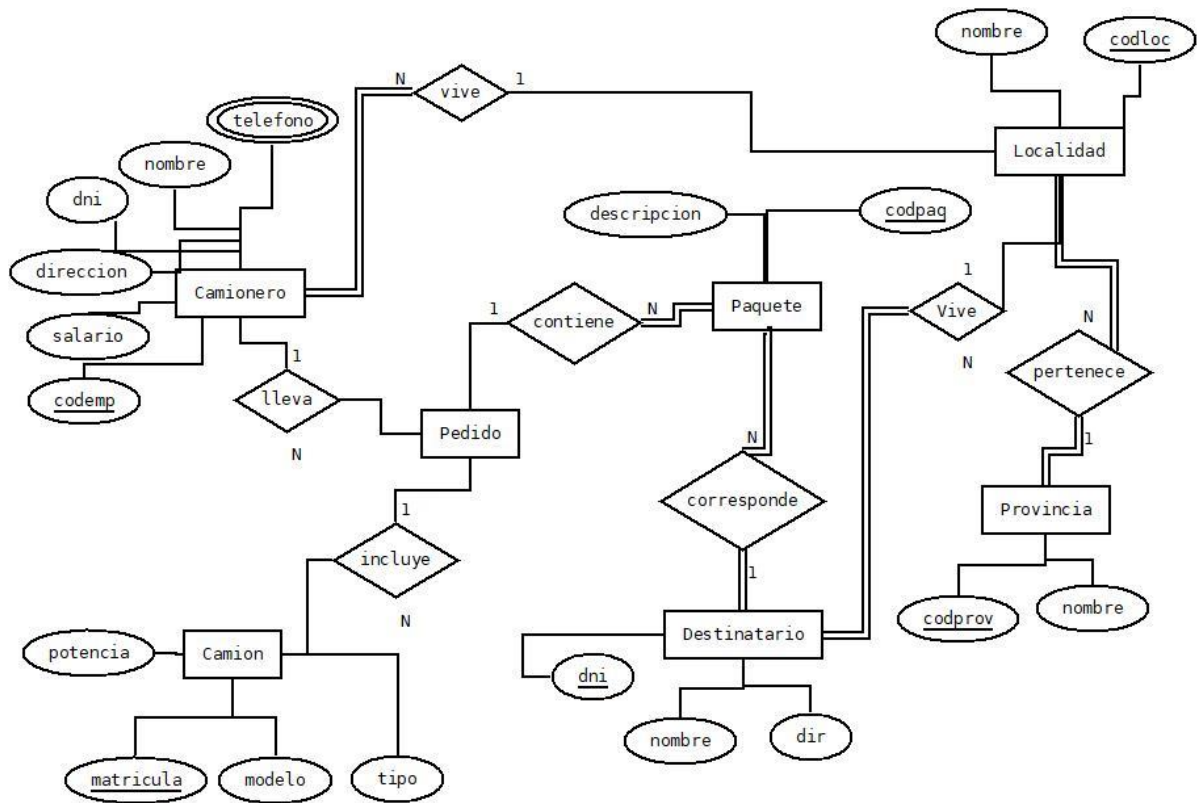 nombre
codloc
N
vive
1
telefono
Localidad
nombre
dni
descripcion
codpaq
direccion
1
Camionero
1
N
Paquete
Vive
contiene
N
salario
1
N
pertenece
codemp
lleva
Pedido
N
1
N
corresponde
Provincia
1
incluye
1
N
codprov
nombre
potencia
Camion
Destinatario
dni
nombre
dir
matricula
modelo
tipo